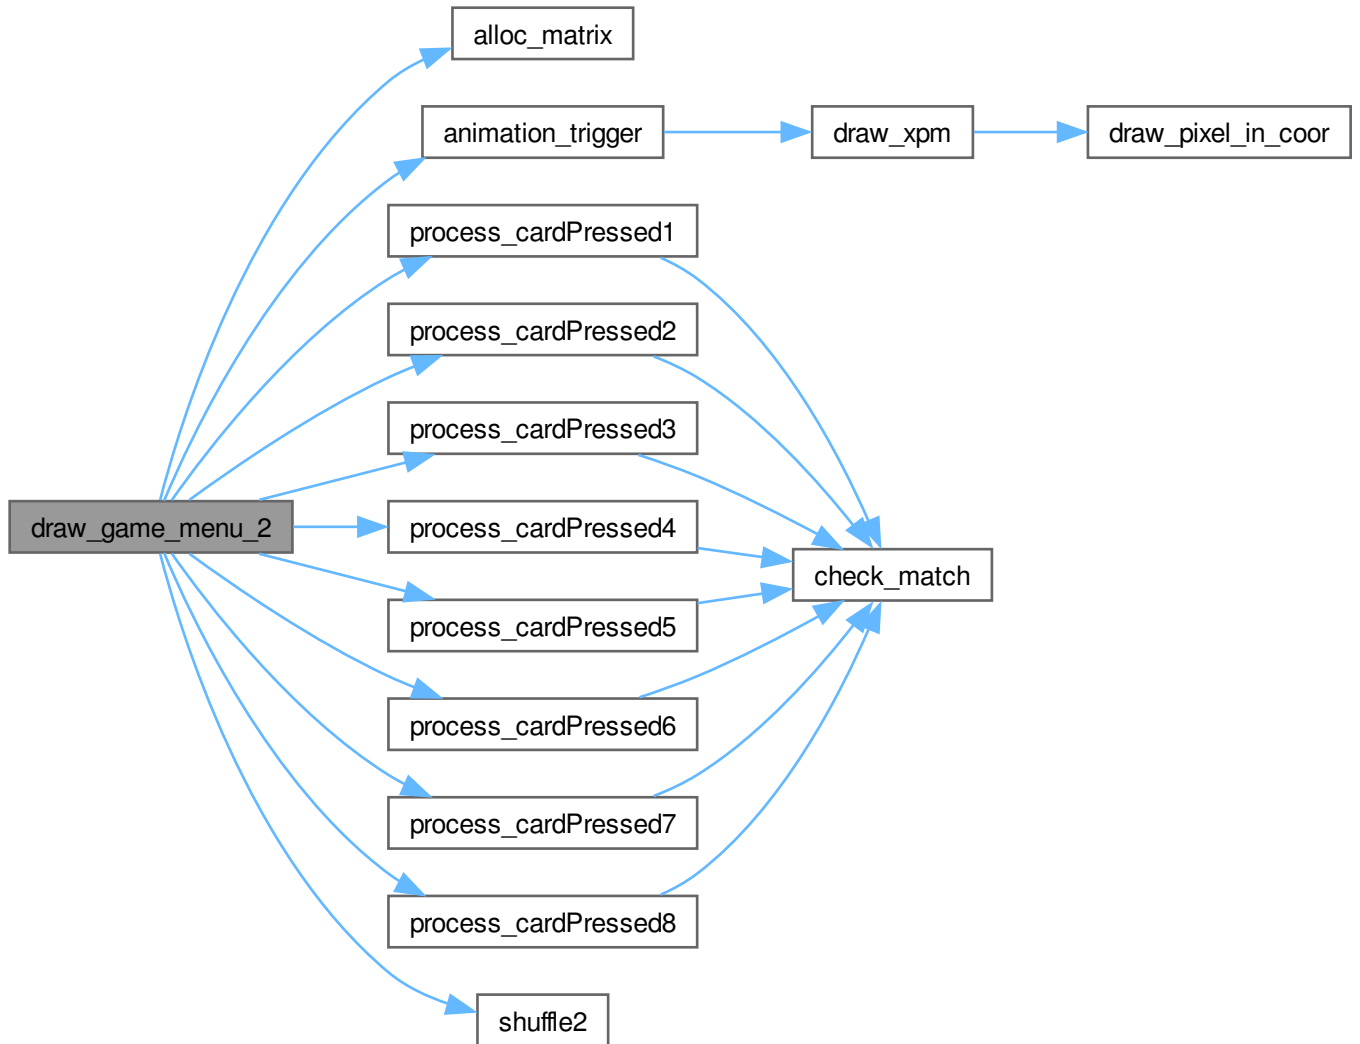 alloc_matrix
animation_trigger
draw_xpm
draw_pixel_in_coor
process_cardPressed1
process_cardPressed2
process_cardPressed3
draw_game_menu_2
process_cardPressed4
check_match
process_cardPressed5
process_cardPressed6
process_cardPressed7
process_cardPressed8
shuffle2